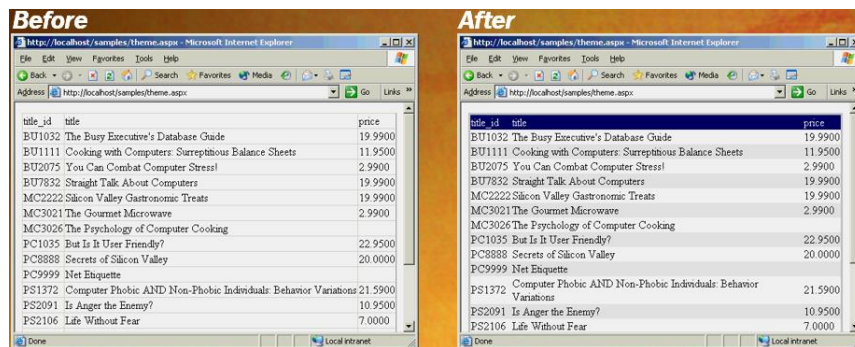 Before
http://localhost/samples/theme.aspx - Microsoft Internet Explorer
File Edit View Favorites Tools Help
Back Search Favorites Media
Address http://localhost/samples/theme.aspx Go Links »
title_id title price
BU1032 The Busy Executive's Database Guide 19.9900
BU1111 Cooking with Computers: Surreptitious Balance Sheets 11.9500
BU2075 You Can Combat Computer Stress! 2.9900
BU7832 Straight Talk About Computers 19.9900
MC2222 Silicon Valley Gastronomic Treats 19.9900
MC3021 The Gourmet Microwave 2.9900
MC3026 The Psychology of Computer Cooking
PC1035 But Is It User Friendly? 22.9500
PC8888 Secrets of Silicon Valley 20.0000
PC9999 Net Etiquette
PS1372 Computer Phobic AND Non-Phobic Individuals: Behavior Variations 21.5900
PS2091 Is Anger the Enemy? 10.9500
PS2106 Life Without Fear 7.0000
Done Local intranet
After
http://localhost/samples/theme.aspx - Microsoft Internet Explorer
File Edit View Favorites Tools Help
Back Search Favorites Media
Address http://localhost/samples/theme.aspx Go Links »
title_id title price
BU1032 The Busy Executive's Database Guide 19.9900
BU1111 Cooking with Computers: Surreptitious Balance Sheets 11.9500
BU2075 You Can Combat Computer Stress! 2.9900
BU7832 Straight Talk About Computers 19.9900
MC2222 Silicon Valley Gastronomic Treats 19.9900
MC3021 The Gourmet Microwave 2.9900
MC3026 The Psychology of Computer Cooking
PC1035 But Is It User Friendly? 22.9500
PC8888 Secrets of Silicon Valley 20.0000
PC9999 Net Etiquette
PS1372 Computer Phobic AND Non-Phobic Individuals: Behavior
Variations 21.5900
PS2091 Is Anger the Enemy? 10.9500
PS2106 Life Without Fear 7.0000
Done Local intranet